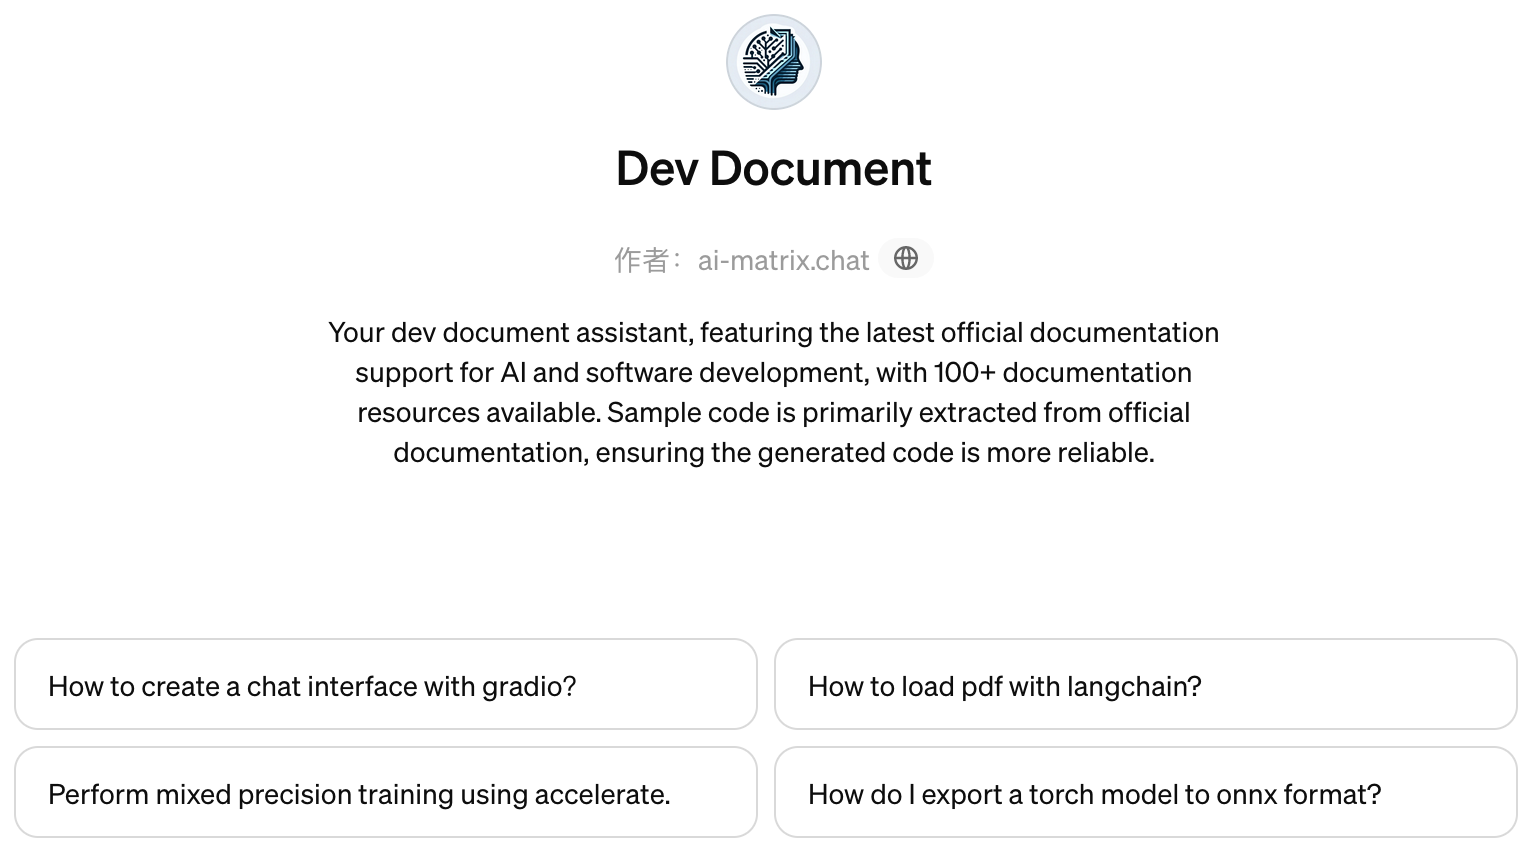 Dev Document
作者：ai-matrix.chat
Your dev document assistant, featuring the latest official documentation
support for AI and software development, with 100+ documentation
resources available. Sample code is primarily extracted from official
documentation, ensuring the generated code is more reliable.
How to create a chat interface with gradio?
How to load pdf with langchain?
Perform mixed precision training using accelerate.
How do I export a torch model to onnx format?